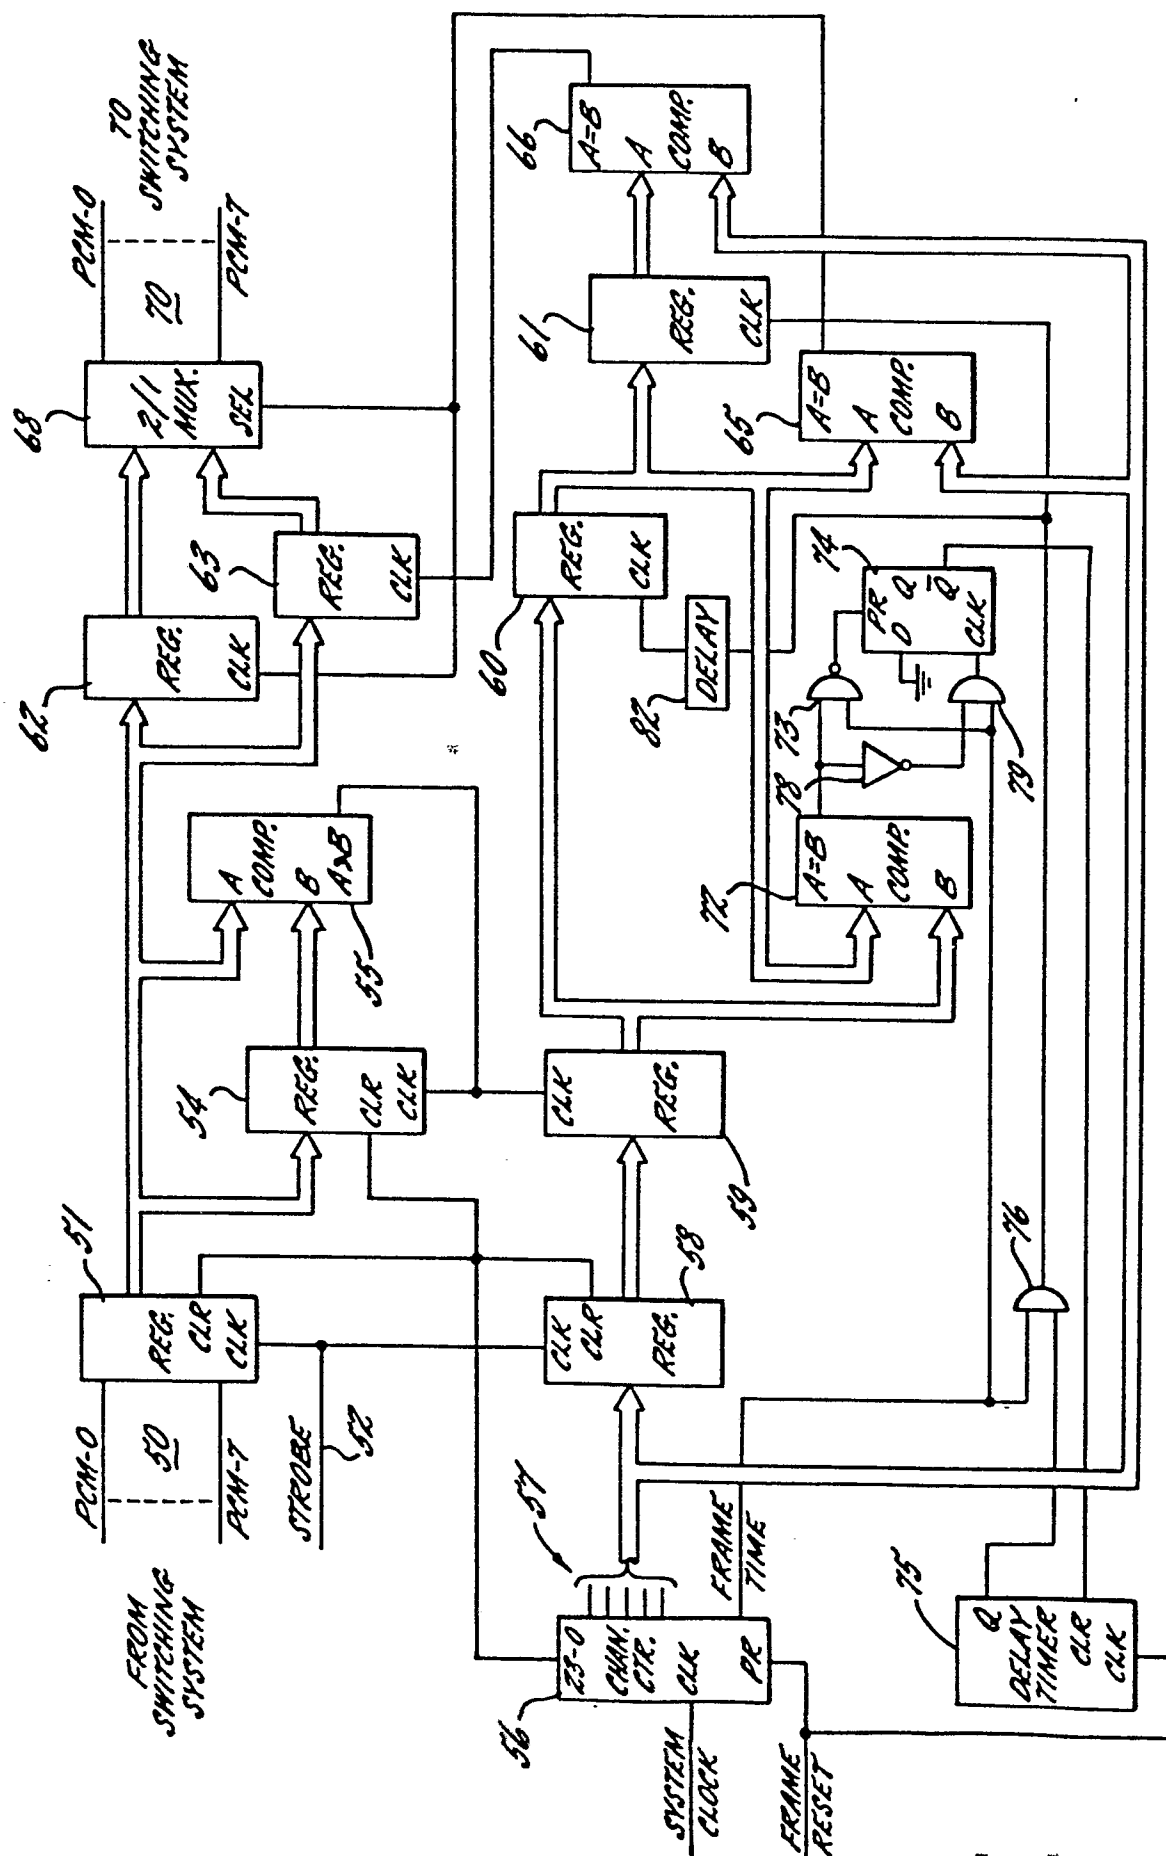 FROM
SWITCHING
SYSTEM
PCM-0
50
PCM-7
STROBE
52
51
REG.
CLR
CLK
54
REG.
CLR
CLK
A
COMP.
B
A>B
55
62
REG.
CLK
63
REG.
CLK
68
2/1
MUX.
SEL
PCM-0
70
PCM-7
TO
SWITCHING
SYSTEM
SYSTEM
CLOCK
FRAME
RESET
56
23-0
CHAN.
CTR.
CLK
PR
57
FRAME
TIME
CLK
CLR
REG.
58
CLK
REG.
59
60
REG.
CLK
82
DELAY
61
REG.
CLK
66
A=B
A
COMP.
B
72
A=B
A
COMP.
B
78
73
79
74
PR
D
Q
Q
CLK
65
A=B
A
COMP.
B
75
Q
DELAY
TIMER
CLR
CLK
76